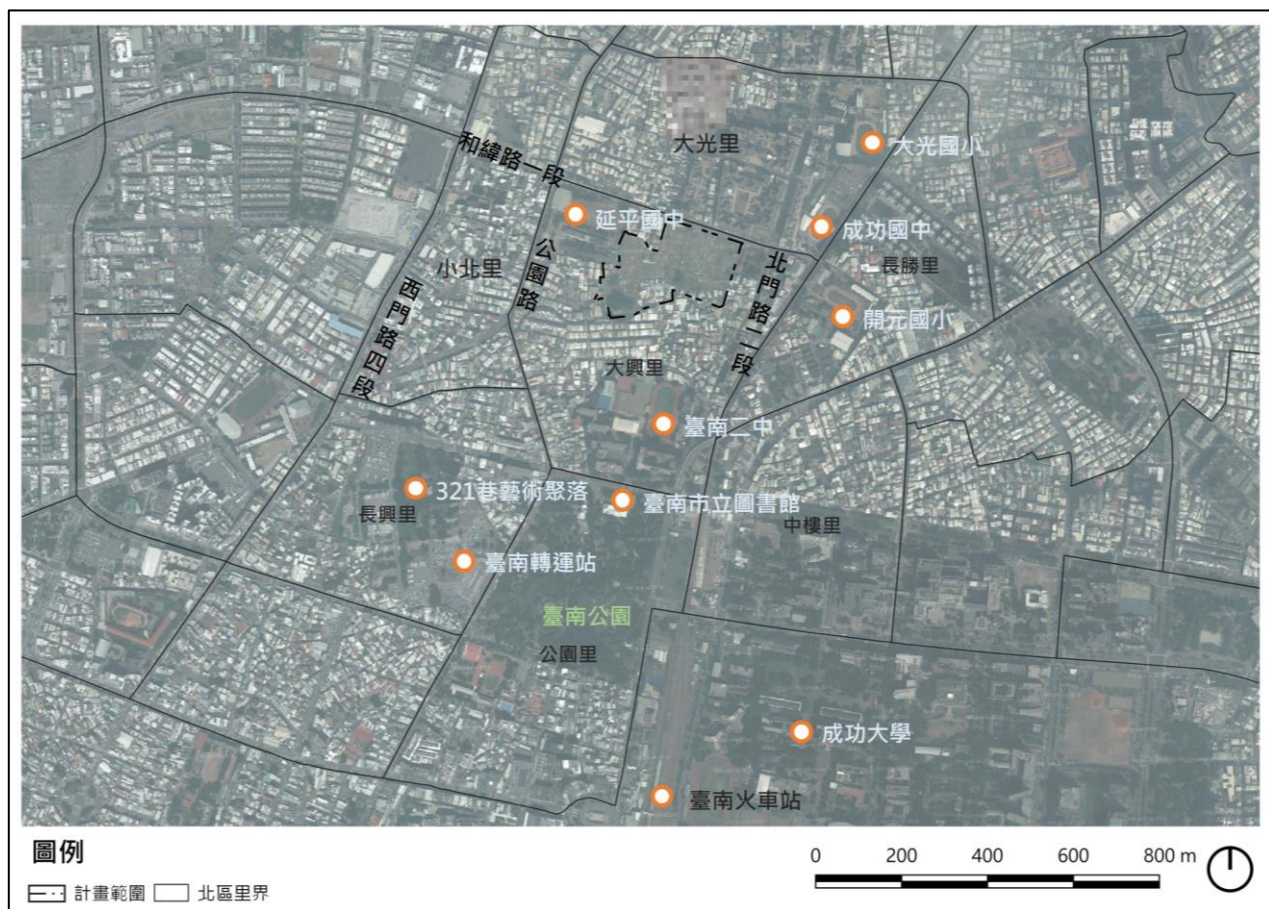 大光里
大光國小
和緯路一段
延平國中
成功國中
長勝里
小北里
公園路
北門路二段
西門路四段
開元國小
大興里
臺南二中
321巷藝術聚落
長興里
臺南市立圖書館
中樓里
臺南轉運站
臺南公園
公園里
成功大學
臺南火車站
圖例
計畫範圍 北區里界
0 200 400 600 800 m